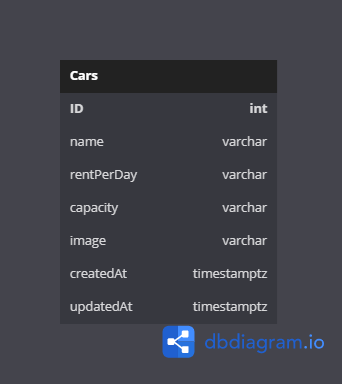 Cars
ID int
name varchar
rentPerDay varchar
capacity varchar
image varchar
createdAt timestamptz
updatedAt timestamptz
dbdiagram.io